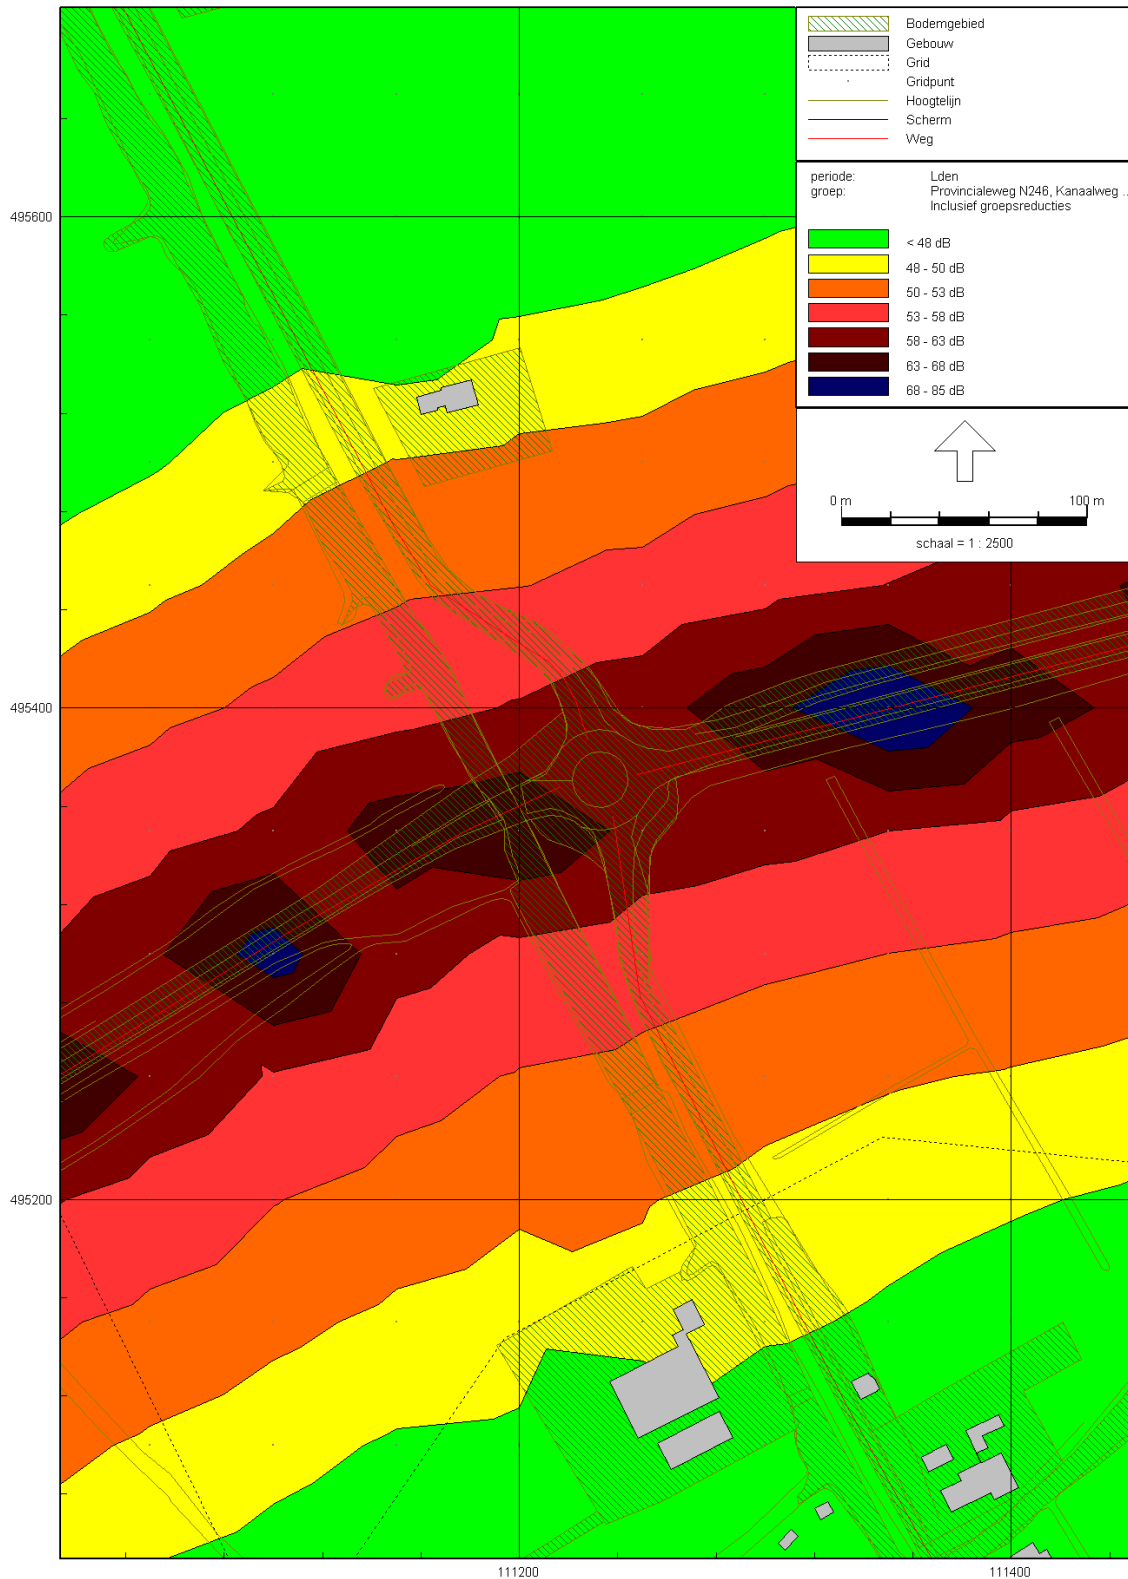 Bodemgebied
Gebouw
Grid
Gridpunt
Hoogtelijn
Scherm
Weg
periode: Lden
groep: Provincialeweg N246, Kanaalweg ..
Inclusief groepsreducties
< 48 dB
48 - 50 dB
50 - 53 dB
53 - 58 dB
58 - 63 dB
63 - 68 dB
68 - 85 dB
0 m 100 m
schaal = 1 : 2500
495600
495400
495200
111200 111400